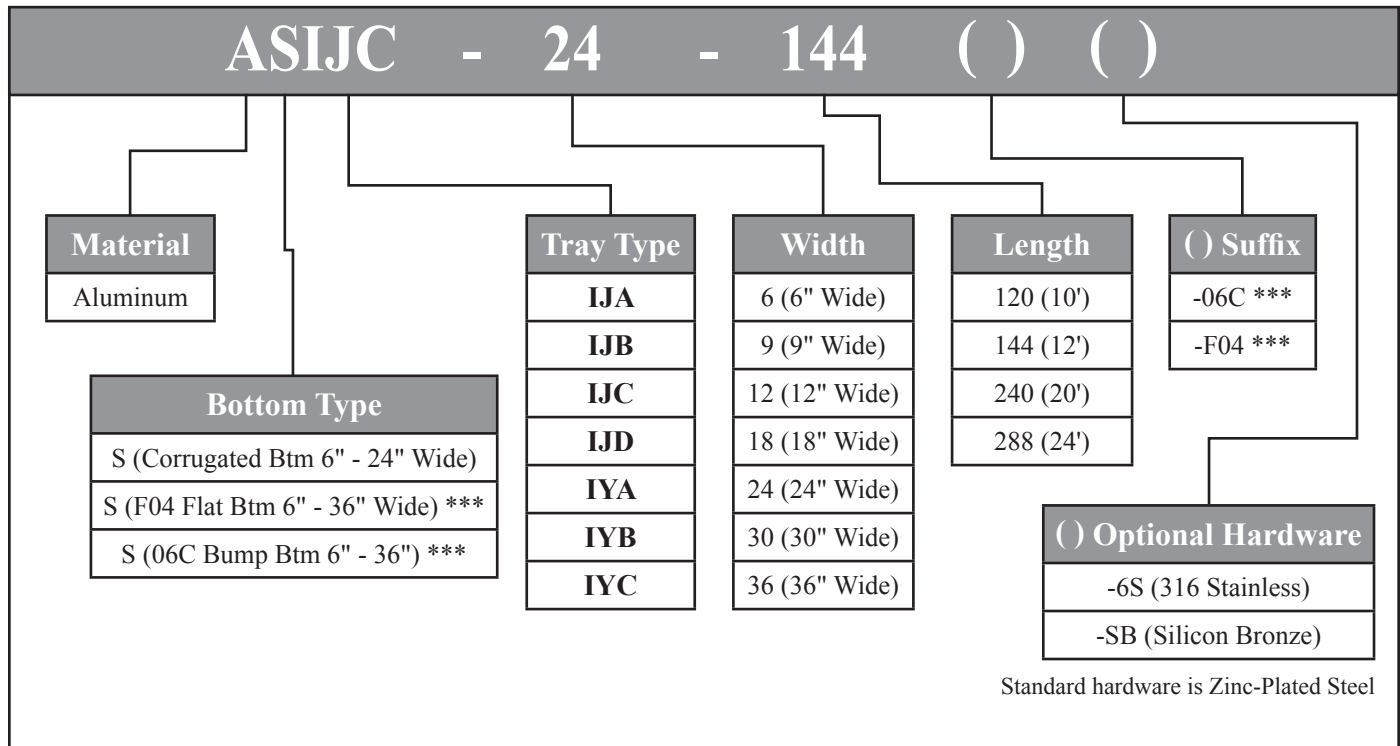 ASIJC - 24 - 144 ( ) ( )
Material
Aluminum
Bottom Type
S (Corrugated Btm 6" - 24" Wide)
S (F04 Flat Btm 6" - 36" Wide) ***
S (06C Bump Btm 6" - 36") ***
Tray Type
IJA
IJB
IJC
IJD
IYA
IYB
IYC
Width
6 (6" Wide)
9 (9" Wide)
12 (12" Wide)
18 (18" Wide)
24 (24" Wide)
30 (30" Wide)
36 (36" Wide)
Length
120 (10')
144 (12')
240 (20')
288 (24')
( ) Suffix
-06C ***
-F04 ***
( ) Optional Hardware
-6S (316 Stainless)
-SB (Silicon Bronze)
Standard hardware is Zinc-Plated Steel